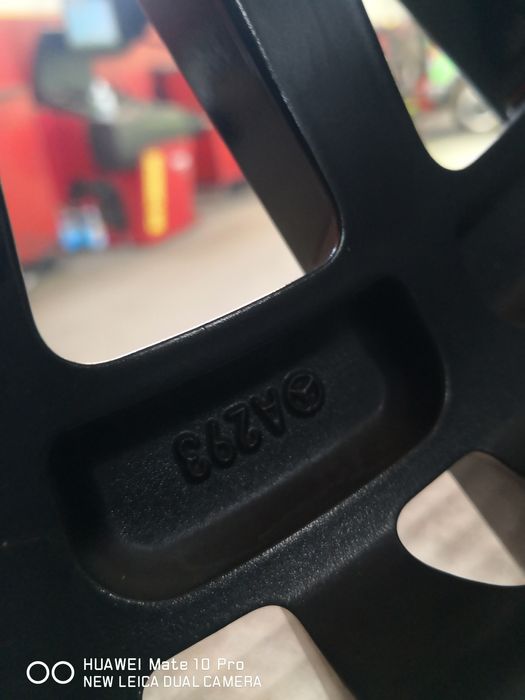 A293
HUAWEI Mate 10 Pro
NEW LEICA DUAL CAMERA